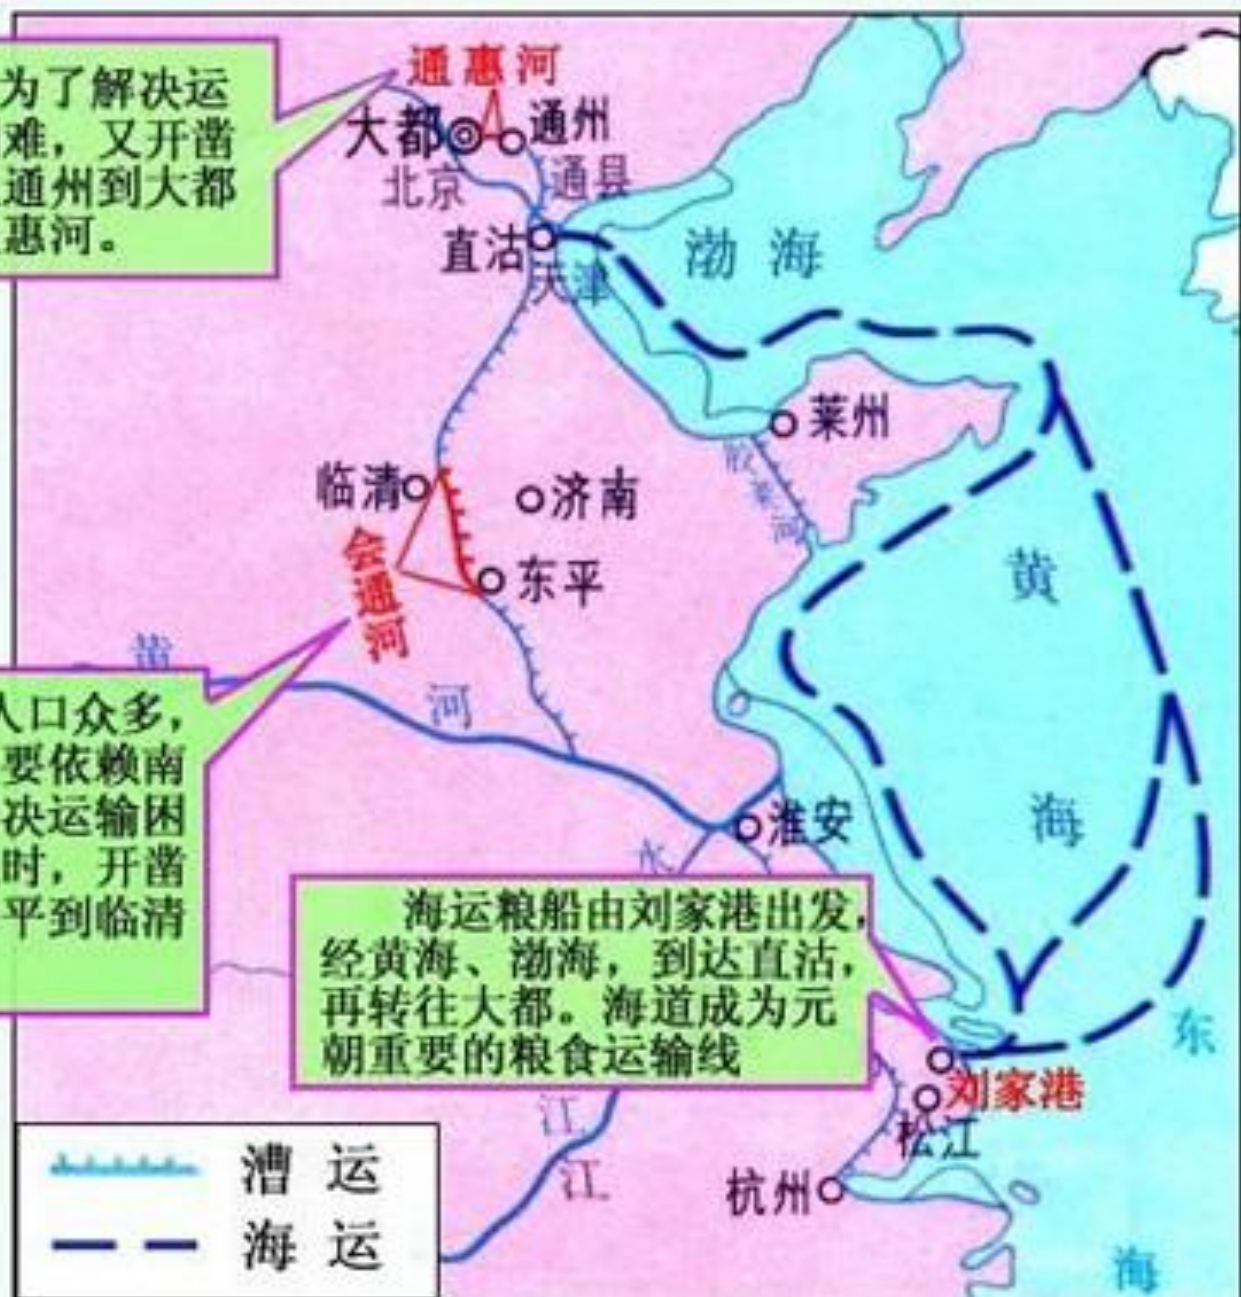 为了解决运
难，又开凿
通州到大都
惠河。
通惠河
大都
通州
北京
通县
直沽
天津
渤海
莱州
胶莱河
临清
济南
会通河
东平
黄
河
黄
海
人口众多，
要依赖南
决运输困
时，开凿
平到临清
淮安
水
海运粮船由刘家港出发，
经黄海、渤海，到达直沽，
再转往大都。海道成为元
朝重要的粮食运输线
东
海
刘家港
松江
江
江
杭州
漕运
海运